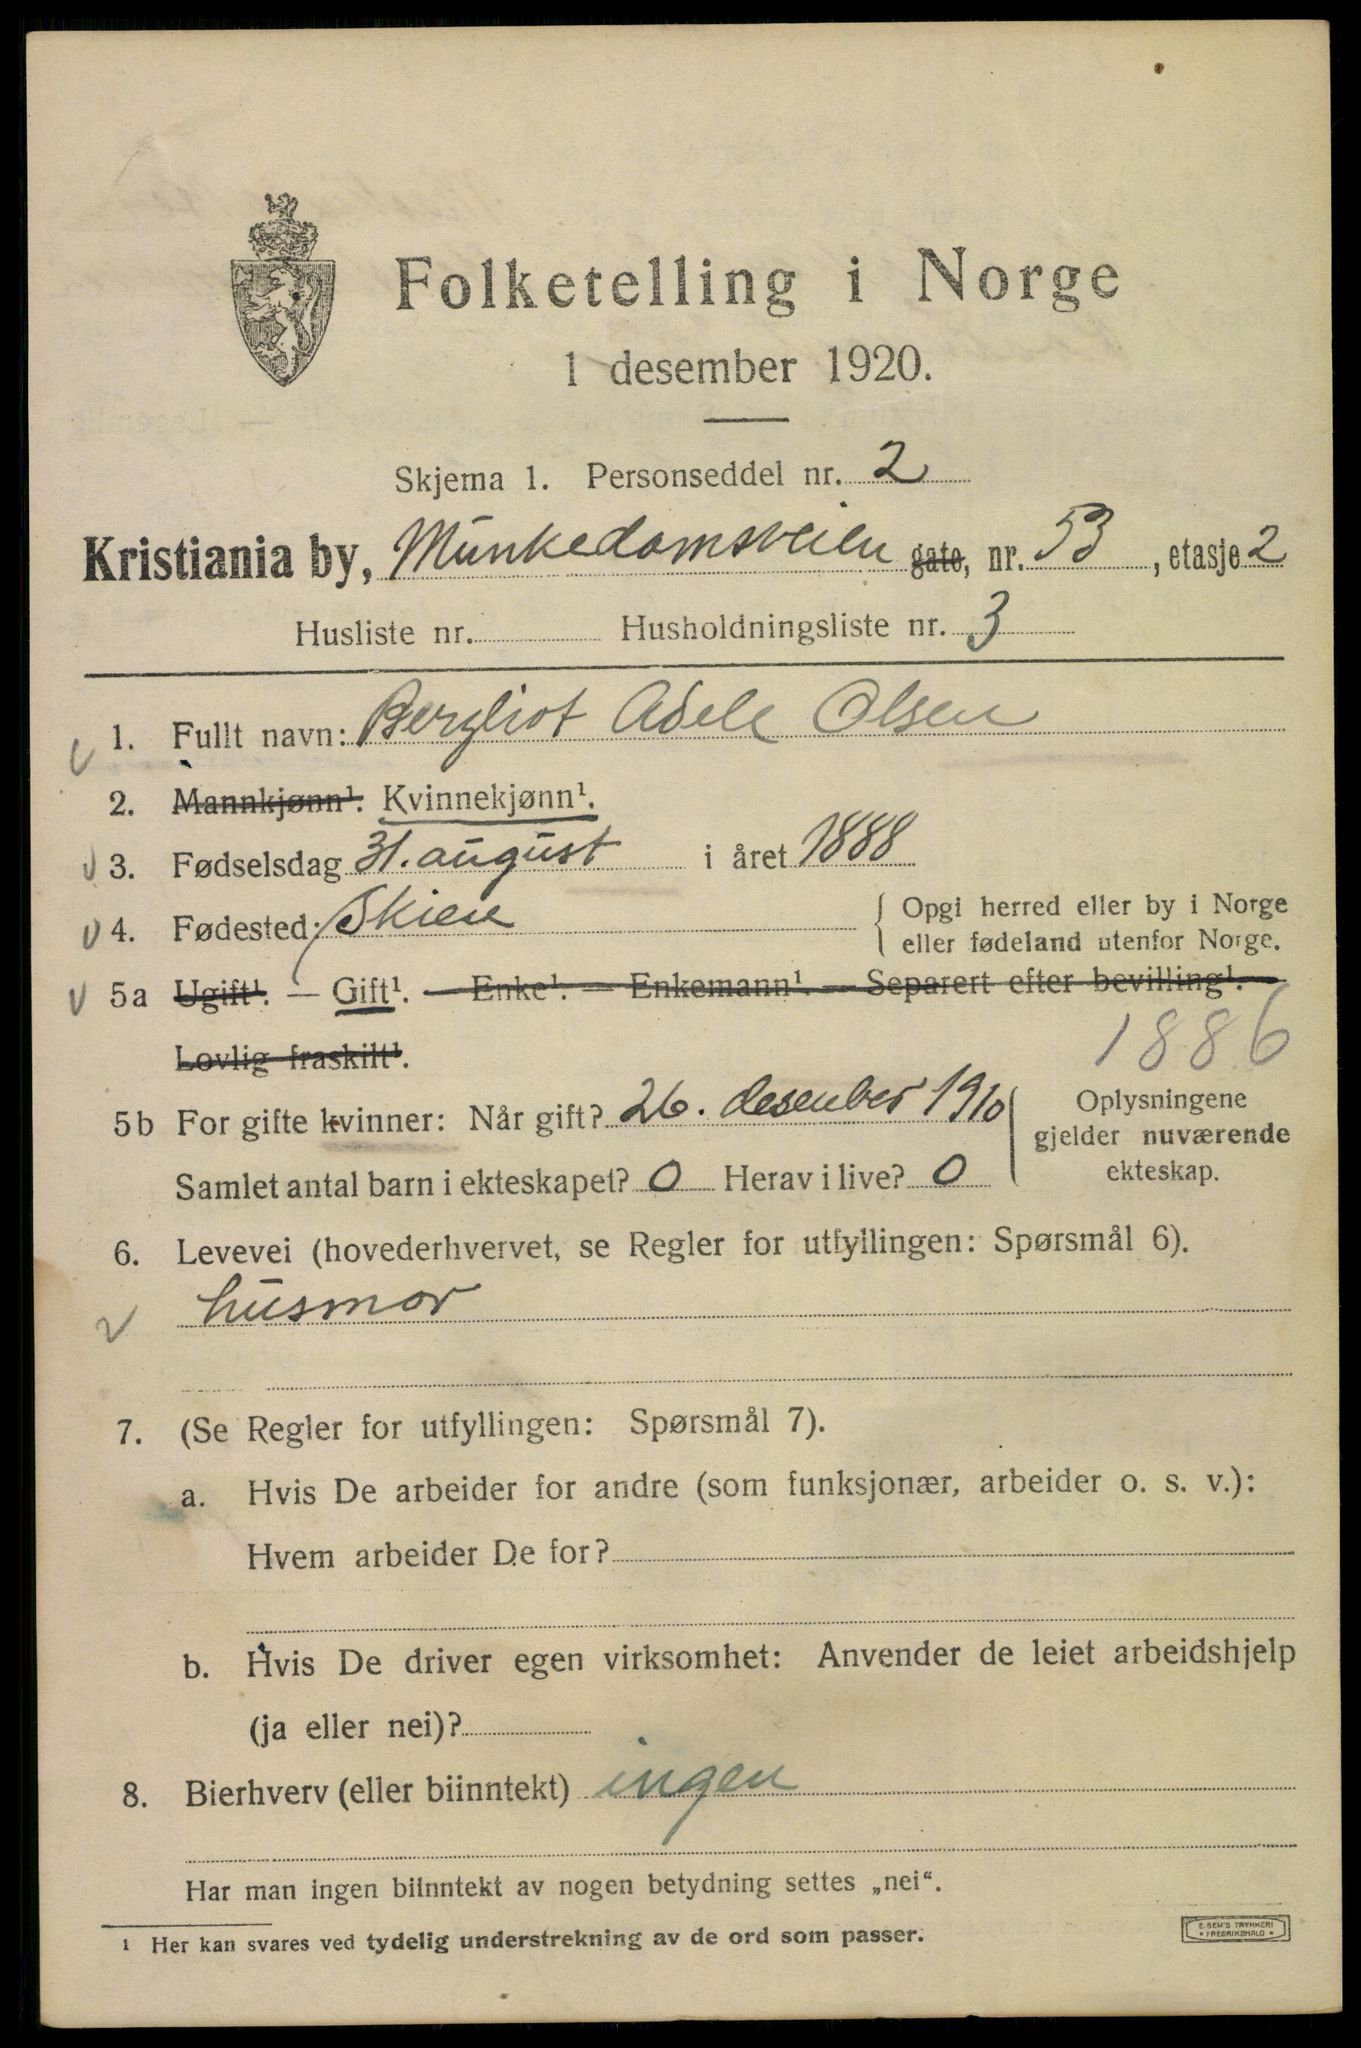 Folketelling i Norge
1 desember 1920.
Skjema 1. Personseddel nr. 2
Kristiania by, Munkedamsveien gate, nr. 53, etasje 2
Husliste nr. Husholdningsliste nr. 3
1. Fullt navn: Bergliot Adele Olsen
2. Mannkjønn¹. Kvinnekjønn¹.
3. Fødselsdag 31. august i året 1888
4. Fødested: Skien { Opgi herred eller by i Norge
eller fødeland utenfor Norge.
5a Ugift¹. — Gift¹. — Enke¹. — Enkemann¹. — Separert efter bevilling¹. —
Lovlig fraskilt¹.
1886
5b For gifte kvinner: Når gift? 26. desember 1910
Samlet antal barn i ekteskapet? 0 Herav i live? 0
Oplysningene
gjelder nuværende
ekteskap.
6. Levevei (hovederhvervet, se Regler for utfyllingen: Spørsmål 6).
husmor
7. (Se Regler for utfyllingen: Spørsmål 7).
a. Hvis De arbeider for andre (som funksjonær, arbeider o. s. v.):
Hvem arbeider De for?
b. Hvis De driver egen virksomhet: Anvender de leiet arbeidshjelp
(ja eller nei)?
8. Bierhverv (eller biinntekt) ingen
Har man ingen biinntekt av nogen betydning settes „nei“.
¹ Her kan svares ved tydelig understrekning av de ord som passer.
E. SEM'S TRYKKERI
* FREDRIKSHALD *